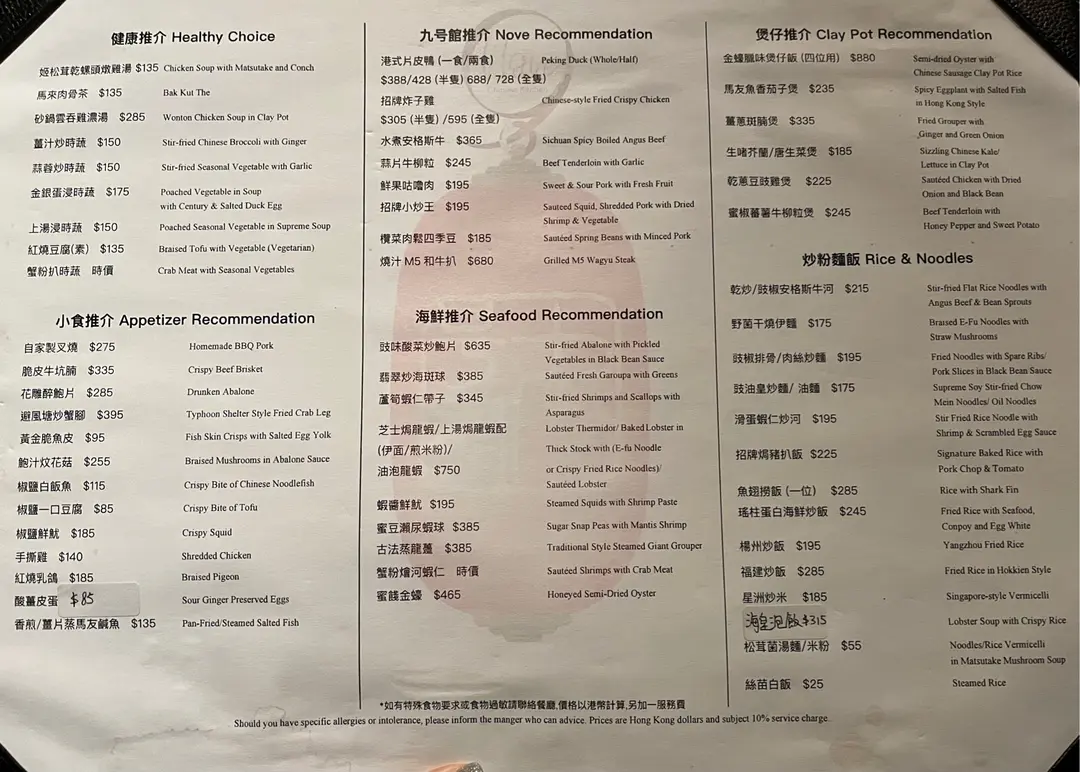 健康推介 Healthy Choice
姬松茸乾螺頭燉雞湯 $135 Chicken Soup with Matsutake and Conch
馬來肉骨茶 $135 Bak Kut The
砂鍋雲吞雞濃湯 $285 Wonton Chicken Soup in Clay Pot
薑汁炒時蔬 $150 Stir-fried Chinese Broccoli with Ginger
蒜蓉炒時蔬 $150 Stir-fried Seasonal Vegetable with Garlic
金銀蛋浸時蔬 $175 Poached Vegetable in Soup
with Century & Salted Duck Egg
上湯浸時蔬 $150 Poached Seasonal Vegetable in Supreme Soup
紅燒豆腐(素) $135 Braised Tofu with Vegetable (Vegetarian)
蟹粉扒時蔬 時價 Crab Meat with Seasonal Vegetables
小食推介 Appetizer Recommendation
自家製叉燒 $275 Homemade BBQ Pork
脆皮牛坑腩 $335 Crispy Beef Brisket
花雕醉鮑片 $285 Drunken Abalone
避風塘炒蟹腳 $395 Typhoon Shelter Style Fried Crab Leg
黃金脆魚皮 $95 Fish Skin Crisps with Salted Egg Yolk
鮑汁炆花菇 $255 Braised Mushrooms in Abalone Sauce
椒鹽白飯魚 $115 Crispy Bite of Chinese Noodlefish
椒鹽一口豆腐 $85 Crispy Bite of Tofu
椒鹽鮮魷 $185 Crispy Squid
手撕雞 $140 Shredded Chicken
紅燒乳鴿 $185 Braised Pigeon
酸薑皮蛋 $85 Sour Ginger Preserved Eggs
香煎/薑片蒸馬友鹹魚 $135 Pan-Fried/Steamed Salted Fish
九号館推介 Nove Recommendation
港式片皮鴨 (一食/兩食) Peking Duck (Whole/Half)
$388/428 (半隻) 688/ 728 (全隻)
招牌炸子雞 Chinese-style Fried Crispy Chicken
$305 (半隻) /595 (全隻)
水煮安格斯牛 $365 Sichuan Spicy Boiled Angus Beef
蒜片牛柳粒 $245 Beef Tenderloin with Garlic
鮮果咕嚕肉 $195 Sweet & Sour Pork with Fresh Fruit
招牌小炒王 $195 Sauteed Squid, Shredded Pork with Dried
Shrimp & Vegetable
欖菜肉鬆四季豆 $185 Sautéed Spring Beans with Minced Pork
燒汁 M5 和牛扒 $680 Grilled M5 Wagyu Steak
海鮮推介 Seafood Recommendation
豉味酸菜炒鮑片 $635 Stir-fried Abalone with Pickled
Vegetables in Black Bean Sauce
翡翠炒海斑球 $385 Sautéed Fresh Garoupa with Greens
蘆筍蝦仁帶子 $345 Stir-fried Shrimps and Scallops with
Asparagus
芝士焗龍蝦/上湯焗龍蝦配 Lobster Thermidor/ Baked Lobster in
(伊面/煎米粉)/ Thick Stock with (E-fu Noodle
油泡龍蝦 $750 or Crispy Fried Rice Noodles)/
Sautéed Lobster
蝦醬鮮魷 $195 Steamed Squids with Shrimp Paste
蜜豆瀨尿蝦球 $385 Sugar Snap Peas with Mantis Shrimp
古法蒸龍躉 $385 Traditional Style Steamed Giant Grouper
蟹粉燴河蝦仁 時價 Sautéed Shrimps with Crab Meat
蜜餞金蠔 $465 Honeyed Semi-Dried Oyster
煲仔推介 Clay Pot Recommendation
金蠔臘味煲仔飯 (四位用) $880 Semi-dried Oyster with
Chinese Sausage Clay Pot Rice
馬友魚香茄子煲 $235 Spicy Eggplant with Salted Fish
in Hong Kong Style
薑蔥斑腩煲 $335 Fried Grouper with
Ginger and Green Onion
生啫芥蘭/唐生菜煲 $185 Sizzling Chinese Kale/
Lettuce in Clay Pot
乾蔥豆豉雞煲 $225 Sautéed Chicken with Dried
Onion and Black Bean
蜜椒蕃薯牛柳粒煲 $245 Beef Tenderloin with
Honey Pepper and Sweet Potato
炒粉麵飯 Rice & Noodles
乾炒/豉椒安格斯牛河 $215 Stir-fried Flat Rice Noodles with
Angus Beef & Bean Sprouts
野菌干燒伊麵 $175 Braised E-Fu Noodles with
Straw Mushrooms
豉椒排骨/肉絲炒麵 $195 Fried Noodles with Spare Ribs/
Pork Slices in Black Bean Sauce
豉油皇炒麵/ 油麵 $175 Supreme Soy Stir-fried Chow
Mein Noodles/ Oil Noodles
滑蛋蝦仁炒河 $195 Stir Fried Rice Noodle with
Shrimp & Scrambled Egg Sauce
招牌焗豬扒飯 $225 Signature Baked Rice with
Pork Chop & Tomato
魚翅撈飯 (一位) $285 Rice with Shark Fin
瑤柱蛋白海鮮炒飯 $245 Fried Rice with Seafood,
Conpoy and Egg White
楊州炒飯 $195 Yangzhou Fried Rice
福建炒飯 $285 Fried Rice in Hokkien Style
星洲炒米 $185 Singapore-style Vermicelli
海皇泡飯 $315 Lobster Soup with Crispy Rice
松茸菌湯麵/米粉 $55 Noodles/Rice Vermicelli
in Matsutake Mushroom Soup
絲苗白飯 $25 Steamed Rice
*如有特殊食物要求或食物過敏請聯絡餐廳,價格以港幣計算,另加一服務費
Should you have specific allergies or intolerance, please inform the manger who can advice. Prices are Hong Kong dollars and subject 10% service charge.